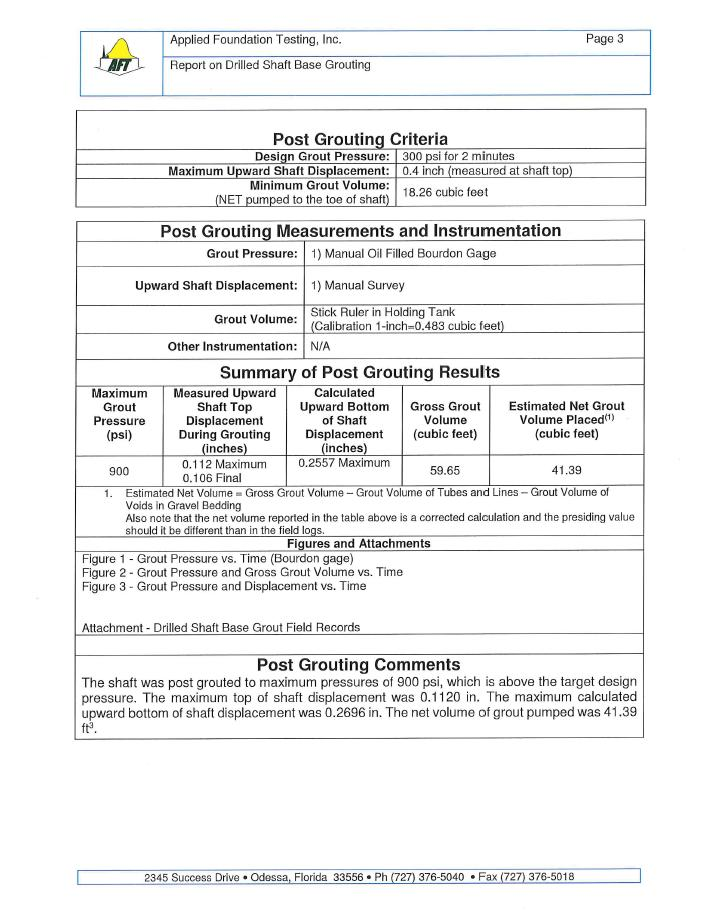 AFT
Applied Foundation Testing, Inc. Page 3
Report on Drilled Shaft Base Grouting
Post Grouting Criteria
Design Grout Pressure: 300 psi for 2 minutes
Maximum Upward Shaft Displacement: 0.4 inch (measured at shaft top)
Minimum Grout Volume:
(NET pumped to the toe of shaft)
18.26 cubic feet
Post Grouting Measurements and Instrumentation
Grout Pressure: 1) Manual Oil Filled Bourdon Gage
Upward Shaft Displacement: 1) Manual Survey
Grout Volume:
Stick Ruler in Holding Tank
(Calibration 1-inch=0.483 cubic feet)
Other Instrumentation: N/A
Summary of Post Grouting Results
Maximum
Grout
Pressure
(psi)
Measured Upward
Shaft Top
Displacement
During Grouting
(inches)
Calculated
Upward Bottom
of Shaft
Displacement
(inches)
Gross Grout
Volume
(cubic feet)
Estimated Net Grout
Volume Placed(1)
(cubic feet)
900
0.112 Maximum
0.106 Final
0.2557 Maximum
59.65
41.39
1. Estimated Net Volume = Gross Grout Volume – Grout Volume of Tubes and Lines – Grout Volume of
Voids in Gravel Bedding
Also note that the net volume reported in the table above is a corrected calculation and the presiding value
should it be different than in the field logs.
Figures and Attachments
Figure 1 - Grout Pressure vs. Time (Bourdon gage)
Figure 2 - Grout Pressure and Gross Grout Volume vs. Time
Figure 3 - Grout Pressure and Displacement vs. Time
Attachment - Drilled Shaft Base Grout Field Records
Post Grouting Comments
The shaft was post grouted to maximum pressures of 900 psi, which is above the target design
pressure. The maximum top of shaft displacement was 0.1120 in. The maximum calculated
upward bottom of shaft displacement was 0.2696 in. The net volume of grout pumped was 41.39
ft³.
2345 Success Drive • Odessa, Florida 33556 • Ph (727) 376-5040 • Fax (727) 376-5018